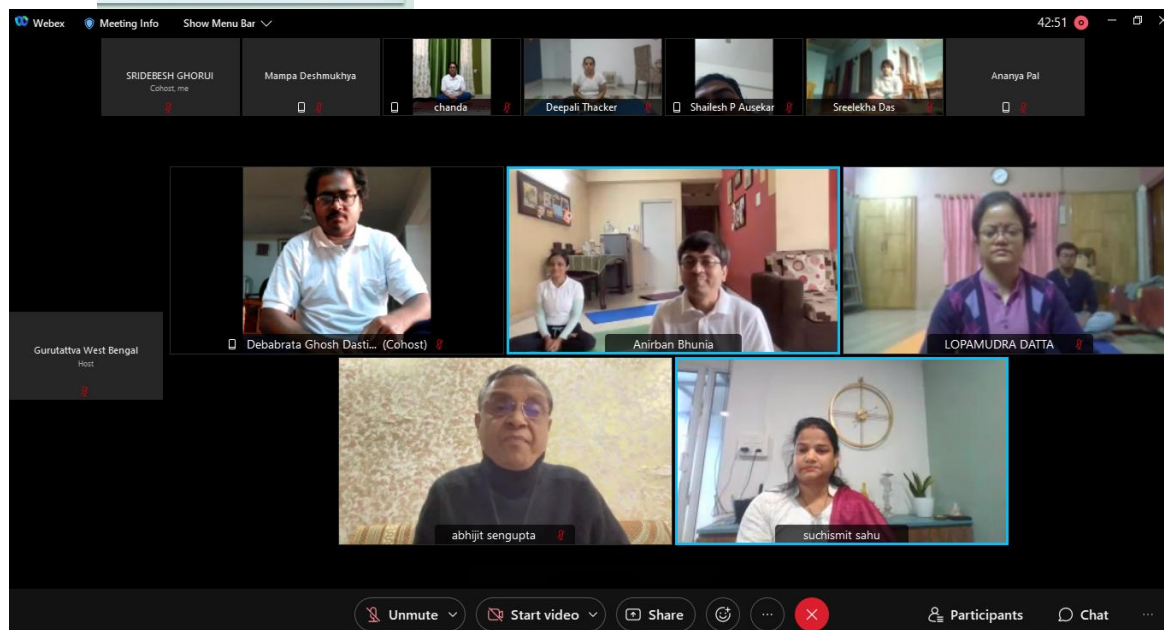 Webex
Meeting Info
Show Menu Bar
42:51
SRIDEBESH GHORUI
Cohost, me
Mampa Deshmukhya
chanda
Deepali Thacker
Shailesh P Ausekar
Sreelekha Das
Ananya Pal
Gurutattva West Bengal
Host
Debabrata Ghosh Dasti... (Cohost)
Anirban Bhunia
LOPAMUDRA DATTA
abhijit sengupta
suchismit sahu
Unmute
Start video
Share
Participants
Chat